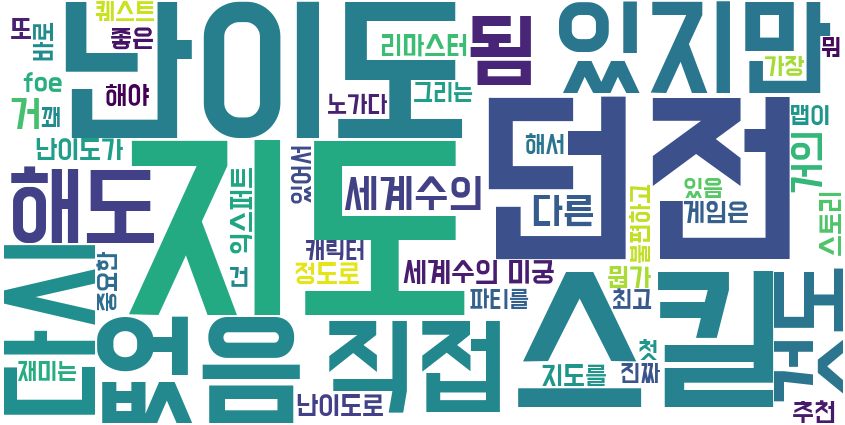 퀘스트
또
바로
좋은
난이도
리마스터
됨
있지만
뭐
가장
foe
해야
노가다
그리는
거
꽤
맵이
난이도가
지도
던전
해서
거의
있어서
해도
세계수의
다른
있음
게임은
불편하고
스토리
건
익스퍼트
캐릭터
정도로
세계수의 미궁
뭔가
중요한
파티를
최고
단지
없음
직접
스킬
것도
재미는
지도를
첫
진짜
난이도로
추천